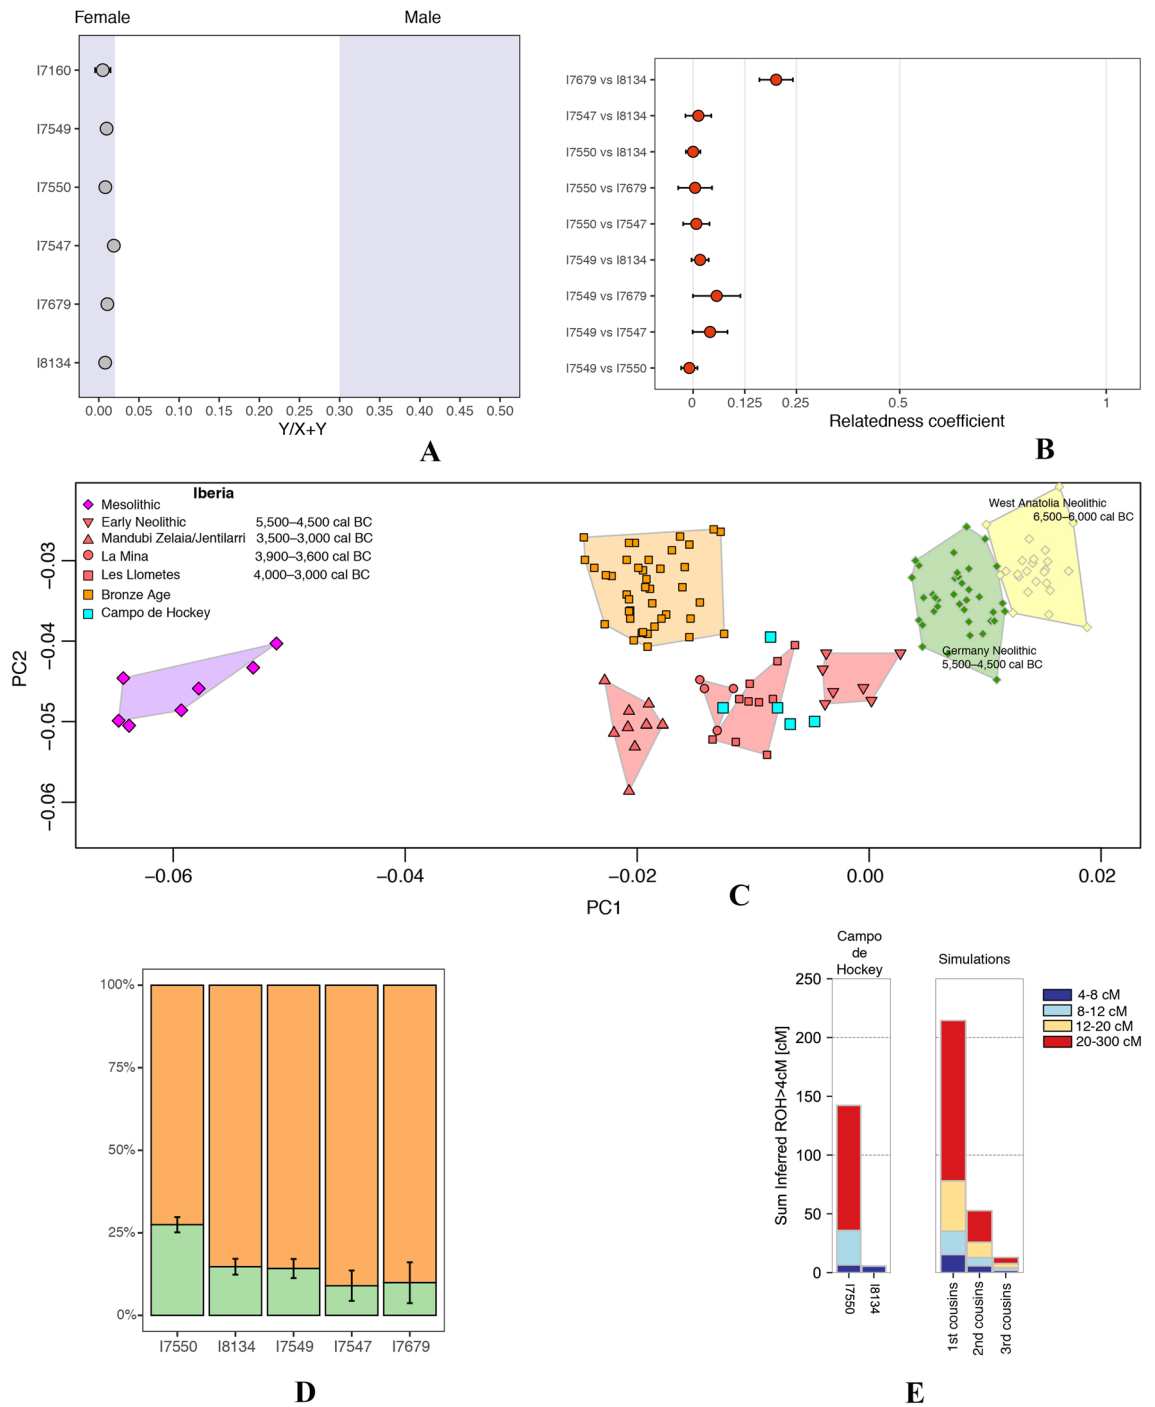 Female Male
I7160
I7549
I7550
I7547
I7679
I8134
0.00 0.05 0.10 0.15 0.20 0.25 0.30 0.35 0.40 0.45 0.50
Y/X+Y
A
I7679 vs I8134
I7547 vs I8134
I7550 vs I8134
I7550 vs I7679
I7550 vs I7547
I7549 vs I8134
I7549 vs I7679
I7549 vs I7547
I7549 vs I7550
0 0.125 0.25 0.5 1
Relatedness coefficient
B
Iberia
Mesolithic
Early Neolithic 5,500–4,500 cal BC
Mandubi Zelaia/Jentilarri 3,500–3,000 cal BC
La Mina 3,900–3,600 cal BC
Les Llometes 4,000–3,000 cal BC
Bronze Age
Campo de Hockey
West Anatolia Neolithic
6,500–6,000 cal BC
Germany Neolithic
5,500–4,500 cal BC
PC2
−0.03
−0.04
−0.05
−0.06
−0.06 −0.04 −0.02 0.00 0.02
PC1
C
100%
75%
50%
25%
0%
I7550 I8134 I7549 I7547 I7679
D
Campo
de
Hockey
Simulations
Sum Inferred ROH>4cM [cM]
250
200
150
100
50
0
I7550
I8134
1st cousins
2nd cousins
3rd cousins
4-8 cM
8-12 cM
12-20 cM
20-300 cM
E